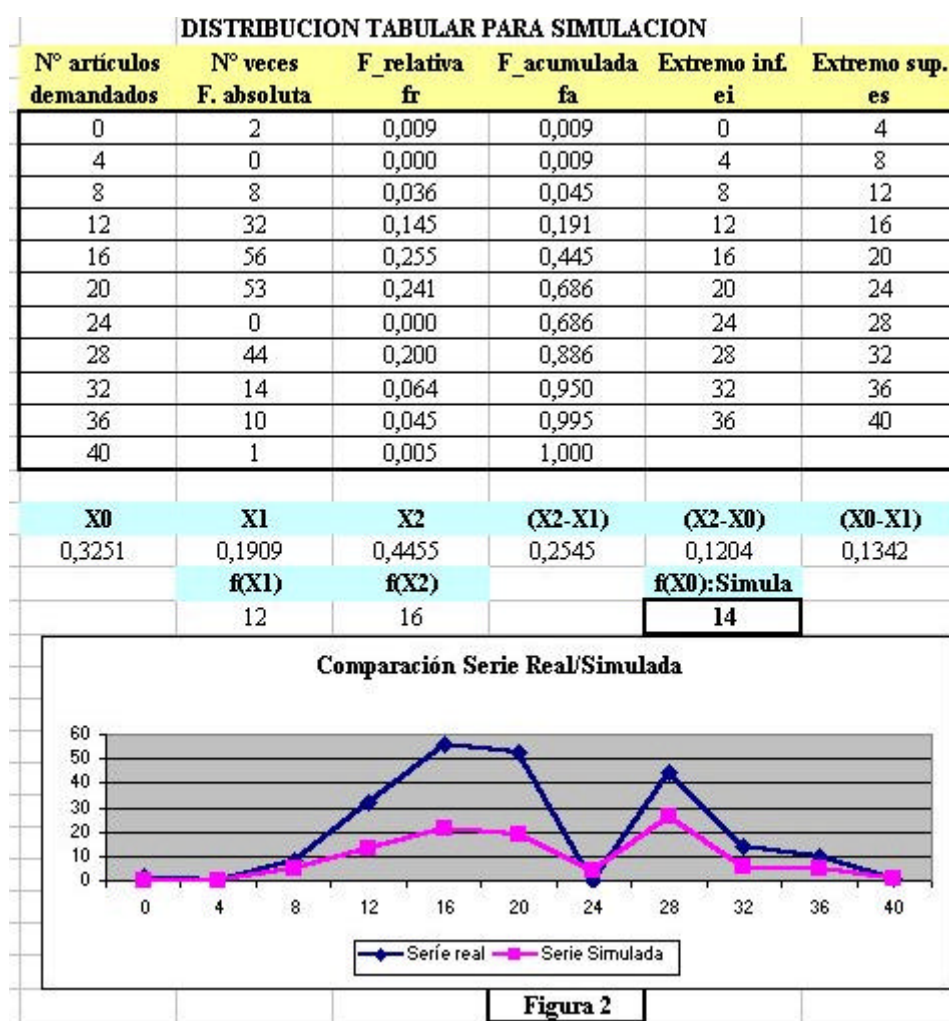 DISTRIBUCION TABULAR PARA SIMULACION
N° artículos N° veces F_relativa F_acumulada Extremo inf. Extremo sup.
demandados F. absoluta fr fa ei es
0 2 0,009 0,009 0 4
4 0 0,000 0,009 4 8
8 8 0,036 0,045 8 12
12 32 0,145 0,191 12 16
16 56 0,255 0,445 16 20
20 53 0,241 0,686 20 24
24 0 0,000 0,686 24 28
28 44 0,200 0,886 28 32
32 14 0,064 0,950 32 36
36 10 0,045 0,995 36 40
40 1 0,005 1,000
X0 X1 X2 (X2-X1) (X2-X0) (X0-X1)
0,3251 0,1909 0,4455 0,2545 0,1204 0,1342
f(X1) f(X2) f(X0):Simula
12 16 14
Comparación Serie Real/Simulada
60
50
40
30
20
10
0
0 4 8 12 16 20 24 28 32 36 40
Seríe real Serie Simulada
Figura 2